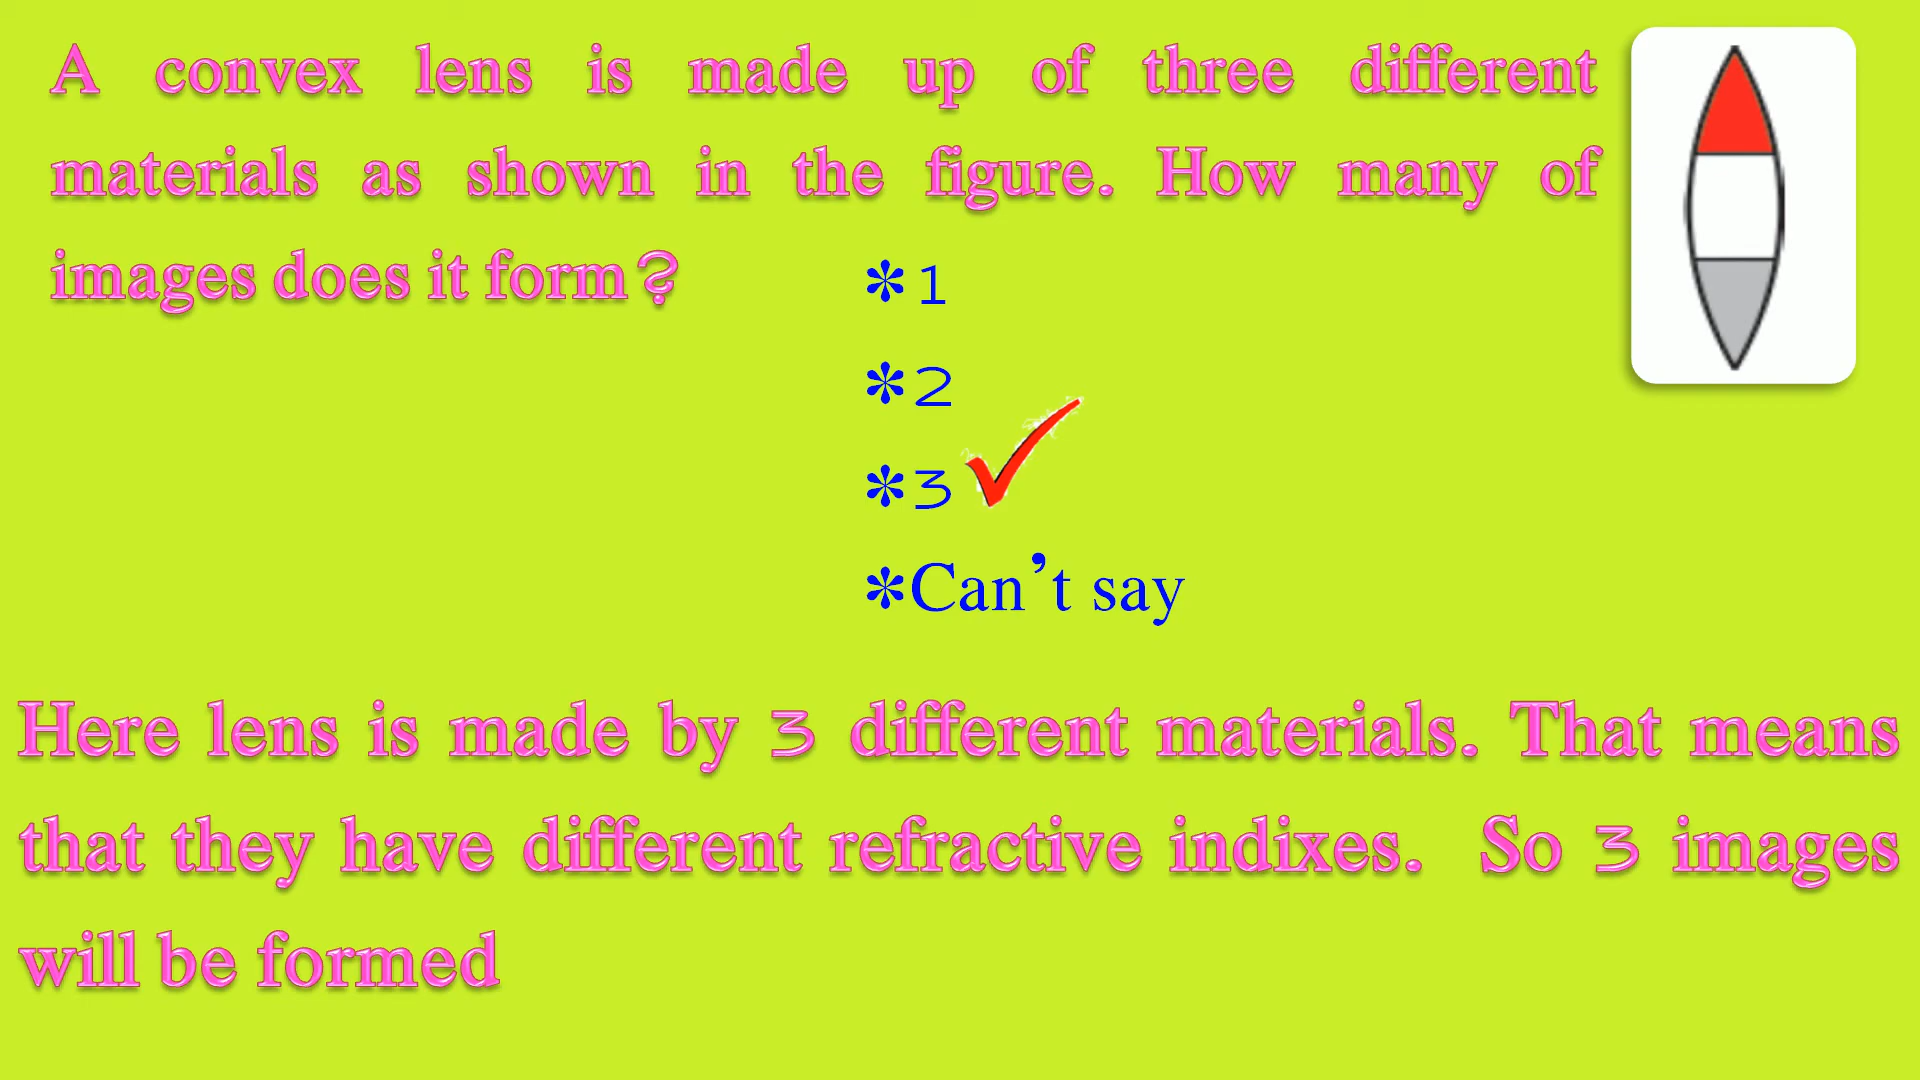 A convex lens is made up of three different
materials as shown in the figure. How many of
images does it form?
*1
*2
*3
*Can't say
Here lens is made by 3 different materials. That means
that they have different refractive indixes. So 3 images
will be formed